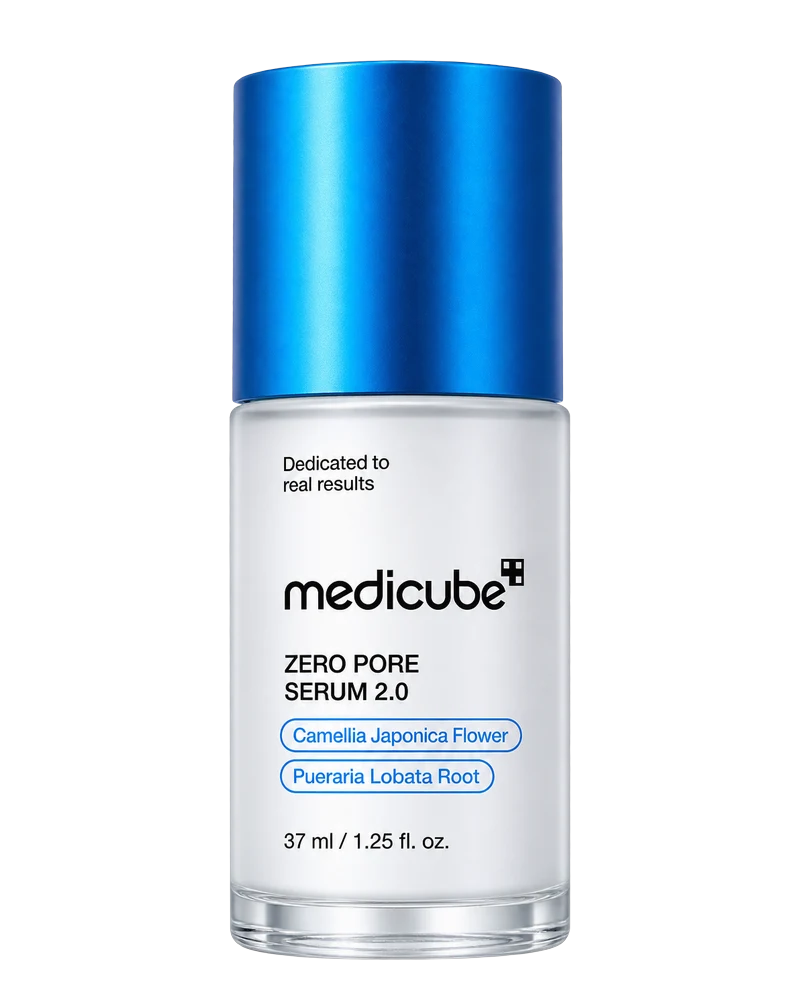 Dedicated to
real results
medicube
ZERO PORE
SERUM 2.0
Camellia Japonica Flower
Pueraria Lobata Root
37 ml / 1.25 fl. oz.